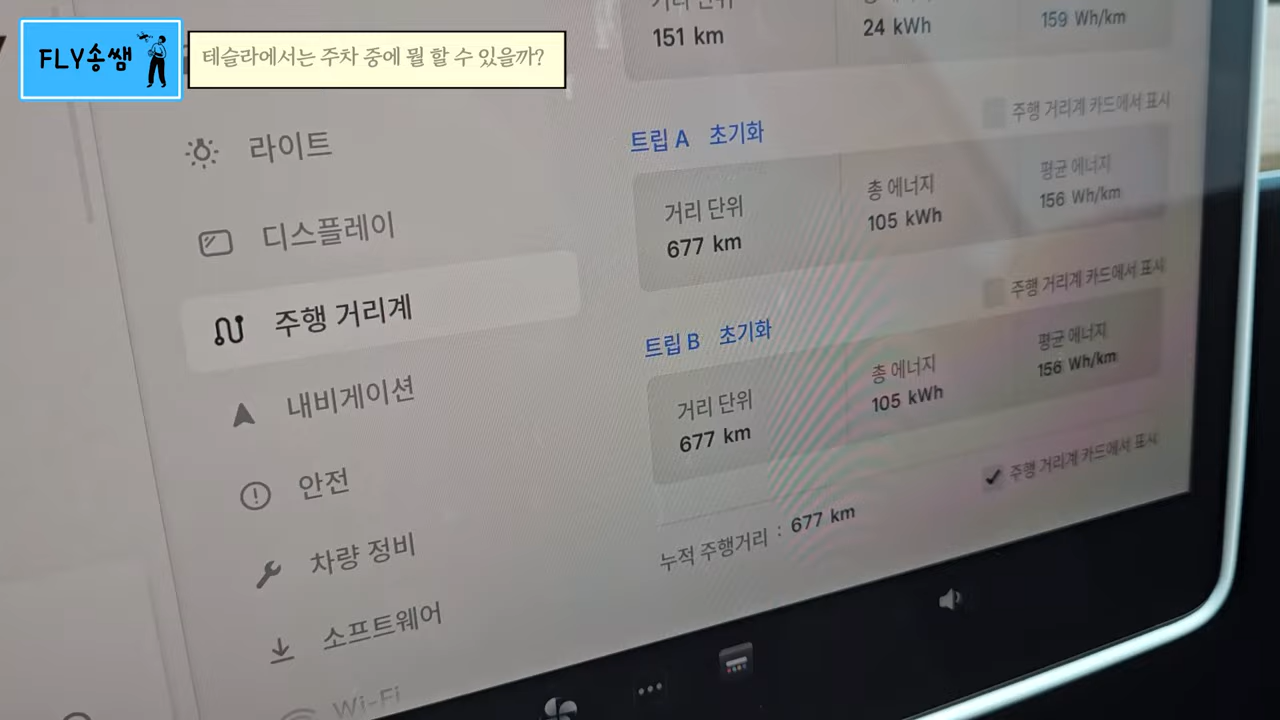 FLY송쌤
테슬라에서는 주차 중에 뭘 할 수 있을까?
라이트
디스플레이
주행 거리계
내비게이션
안전
차량 정비
소프트웨어
Wi-Fi
거리 단위
151 km
24 kWh
159 Wh/km
주행 거리계 카드에서 표시
트립 A 초기화
거리 단위
677 km
총 에너지
105 kWh
평균 에너지
156 Wh/km
주행 거리계 카드에서 표시
트립 B 초기화
거리 단위
677 km
총 에너지
105 kWh
평균 에너지
156 Wh/km
주행 거리계 카드에서 표시
누적 주행거리 : 677 km